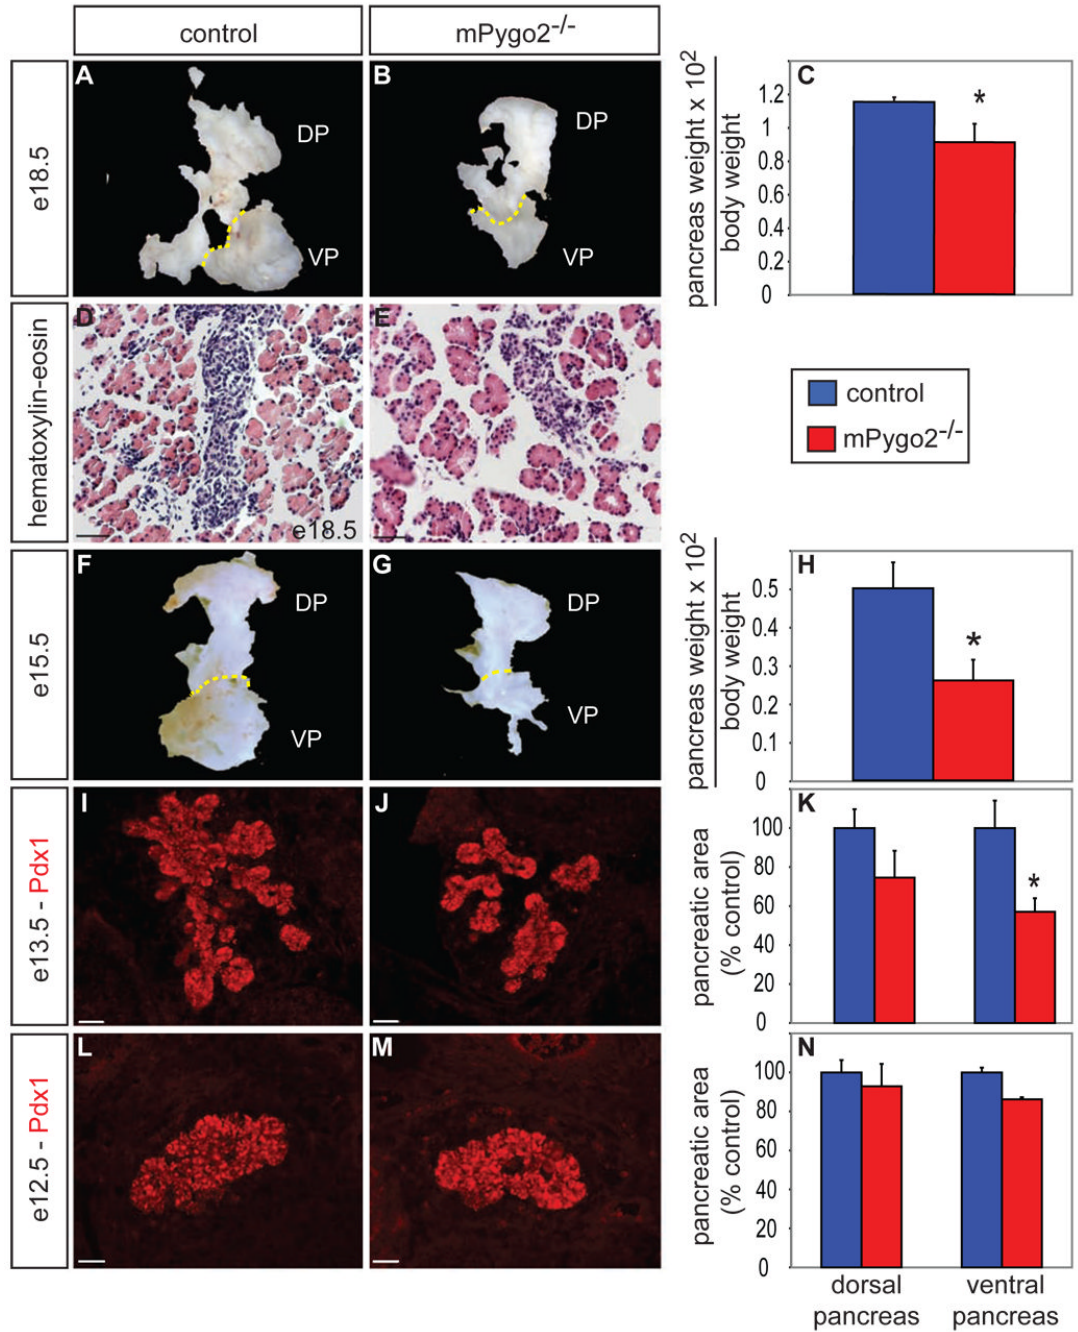 control
mPygo2-/-
e18.5
A
DP
VP
B
DP
VP
pancreas weight x 10²
body weight
C
1.2
1
0.8
0.6
0.4
0.2
0
*
hematoxylin-eosin
D
e18.5
E
control
mPygo2-/-
e15.5
F
DP
VP
G
DP
VP
pancreas weight x 10²
body weight
H
0.5
0.4
0.3
0.2
0.1
0
*
e13.5 - Pdx1
I
J
pancreatic area
(% control)
K
100
80
60
40
20
0
*
e12.5 - Pdx1
L
M
pancreatic area
(% control)
N
100
80
60
40
20
0
dorsal
pancreas
ventral
pancreas